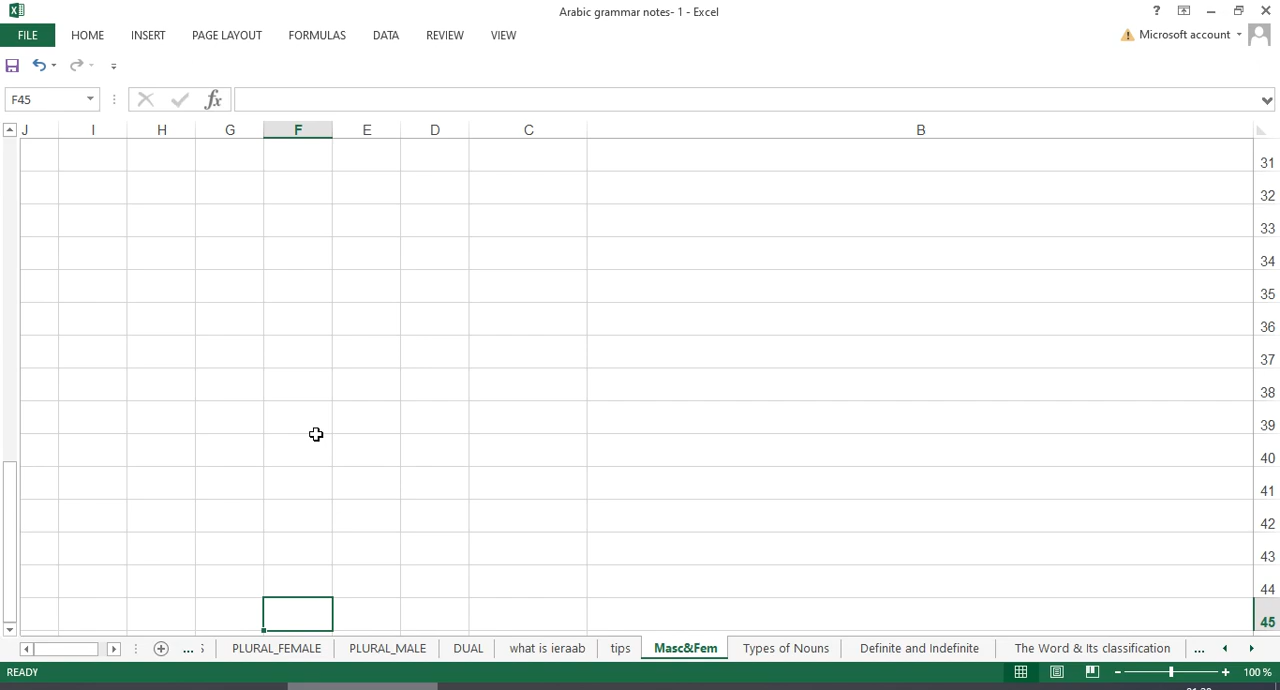 Arabic grammar notes- 1 - Excel
?
FILE HOME INSERT PAGE LAYOUT FORMULAS DATA REVIEW VIEW Microsoft account
F45 fx
J I H G F E D C B
31
32
33
34
35
36
37
38
39
40
41
42
43
44
45
... PLURAL_FEMALE PLURAL_MALE DUAL what is ieraab tips Masc&Fem Types of Nouns Definite and Indefinite The Word & Its classification ...
READY 100 %